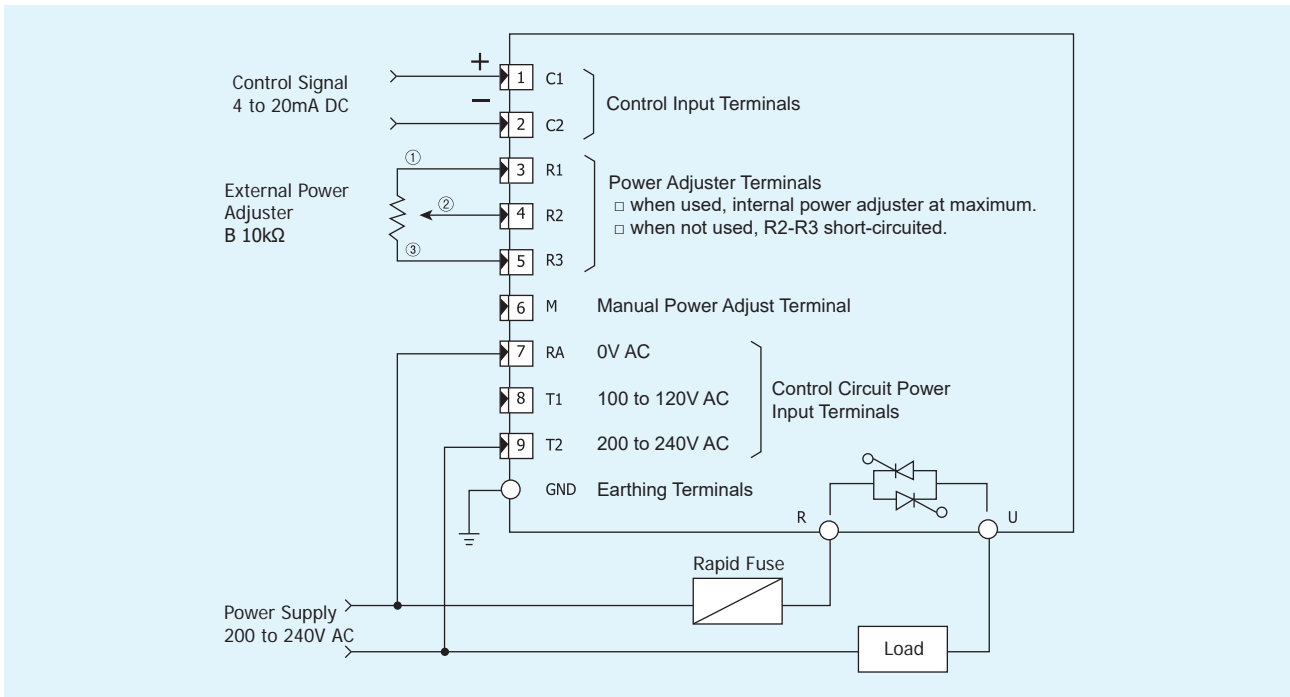 Control Signal
4 to 20mA DC
+
−
1 C1
2 C2
Control Input Terminals
External Power
Adjuster
B 10kΩ
①
②
③
3 R1
4 R2
5 R3
Power Adjuster Terminals
□ when used, internal power adjuster at maximum.
□ when not used, R2-R3 short-circuited.
6 M Manual Power Adjust Terminal
7 RA 0V AC
8 T1 100 to 120V AC
9 T2 200 to 240V AC
Control Circuit Power
Input Terminals
GND Earthing Terminals
R
U
Rapid Fuse
Power Supply
200 to 240V AC
Load